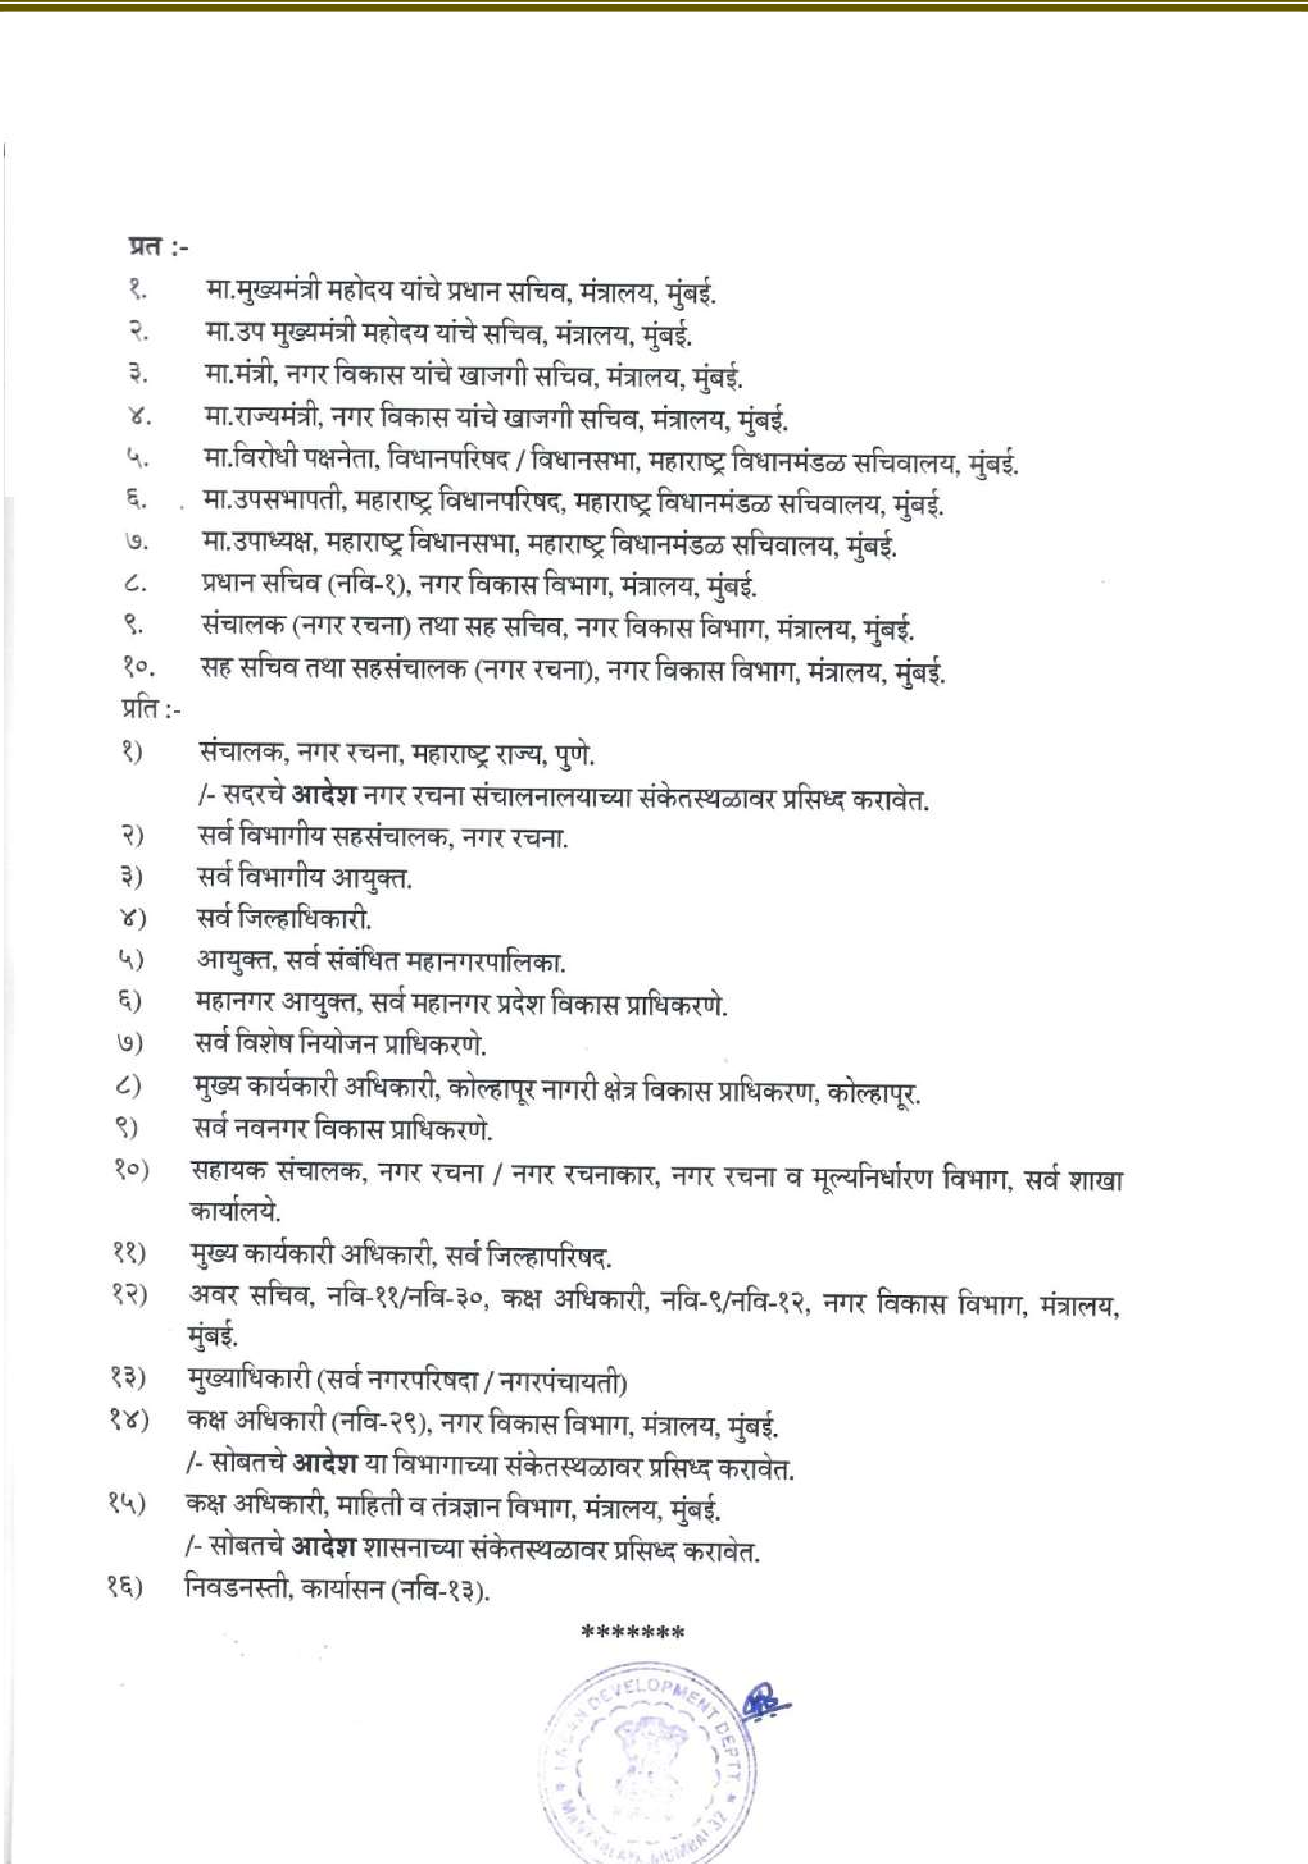 प्रत :-
१. मा.मुख्यमंत्री महोदय यांचे प्रधान सचिव, मंत्रालय, मुंबई.
२. मा.उप मुख्यमंत्री महोदय यांचे सचिव, मंत्रालय, मुंबई.
३. मा.मंत्री, नगर विकास यांचे खाजगी सचिव, मंत्रालय, मुंबई.
४. मा.राज्यमंत्री, नगर विकास यांचे खाजगी सचिव, मंत्रालय, मुंबई.
५. मा.विरोधी पक्षनेता, विधानपरिषद / विधानसभा, महाराष्ट्र विधानमंडळ सचिवालय, मुंबई.
६. मा.उपसभापती, महाराष्ट्र विधानपरिषद, महाराष्ट्र विधानमंडळ सचिवालय, मुंबई.
७. मा.उपाध्यक्ष, महाराष्ट्र विधानसभा, महाराष्ट्र विधानमंडळ सचिवालय, मुंबई.
८. प्रधान सचिव (नवि-१), नगर विकास विभाग, मंत्रालय, मुंबई.
९. संचालक (नगर रचना) तथा सह सचिव, नगर विकास विभाग, मंत्रालय, मुंबई.
१०. सह सचिव तथा सहसंचालक (नगर रचना), नगर विकास विभाग, मंत्रालय, मुंबई.
प्रति :-
१) संचालक, नगर रचना, महाराष्ट्र राज्य, पुणे.
/- सदरचे आदेश नगर रचना संचालनालयाच्या संकेतस्थळावर प्रसिध्द करावेत.
२) सर्व विभागीय सहसंचालक, नगर रचना.
३) सर्व विभागीय आयुक्त.
४) सर्व जिल्हाधिकारी.
५) आयुक्त, सर्व संबंधित महानगरपालिका.
६) महानगर आयुक्त, सर्व महानगर प्रदेश विकास प्राधिकरणे.
७) सर्व विशेष नियोजन प्राधिकरणे.
८) मुख्य कार्यकारी अधिकारी, कोल्हापूर नागरी क्षेत्र विकास प्राधिकरण, कोल्हापूर.
९) सर्व नवनगर विकास प्राधिकरणे.
१०) सहायक संचालक, नगर रचना / नगर रचनाकार, नगर रचना व मूल्यनिर्धारण विभाग, सर्व शाखा
कार्यालये.
११) मुख्य कार्यकारी अधिकारी, सर्व जिल्हापरिषद.
१२) अवर सचिव, नवि-११/नवि-३०, कक्ष अधिकारी, नवि-९/नवि-१२, नगर विकास विभाग, मंत्रालय,
मुंबई.
१३) मुख्याधिकारी (सर्व नगरपरिषदा / नगरपंचायती)
१४) कक्ष अधिकारी (नवि-२९), नगर विकास विभाग, मंत्रालय, मुंबई.
/- सोबतचे आदेश या विभागाच्या संकेतस्थळावर प्रसिध्द करावेत.
१५) कक्ष अधिकारी, माहिती व तंत्रज्ञान विभाग, मंत्रालय, मुंबई.
/- सोबतचे आदेश शासनाच्या संकेतस्थळावर प्रसिध्द करावेत.
१६) निवडनस्ती, कार्यासन (नवि-१३).
*******
URBAN DEVELOPMENT DEPTT.
★ MANTRALAYA, MUMBAI 32 ★